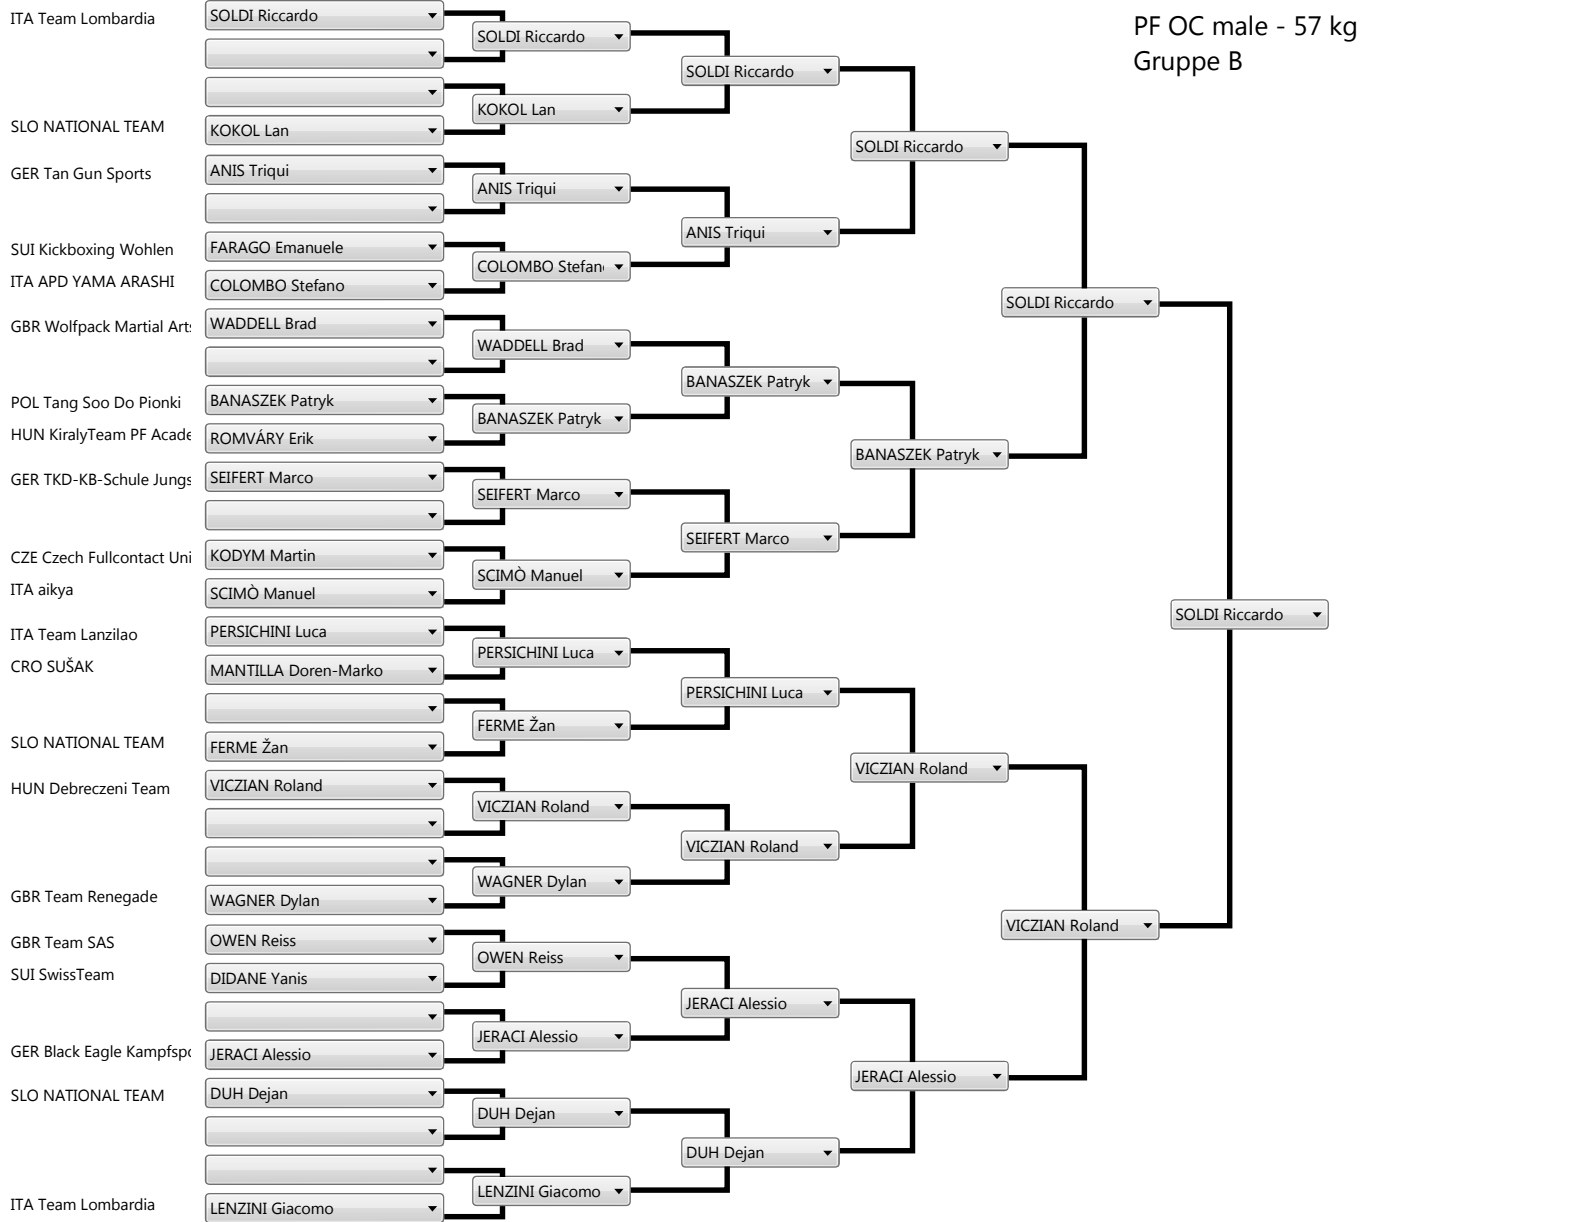 PF OC male - 57 kg
Gruppe B
ITA Team Lombardia
SOLDI Riccardo
SLO NATIONAL TEAM
KOKOL Lan
GER Tan Gun Sports
ANIS Triqui
SUI Kickboxing Wohlen
FARAGO Emanuele
ITA APD YAMA ARASHI
COLOMBO Stefano
GBR Wolfpack Martial Arts
WADDELL Brad
POL Tang Soo Do Pionki
BANASZEK Patryk
HUN KiralyTeam PF Acade
ROMVÁRY Erik
GER TKD-KB-Schule Jungs
SEIFERT Marco
CZE Czech Fullcontact Uni
KODYM Martin
ITA aikya
SCIMÒ Manuel
ITA Team Lanzilao
PERSICHINI Luca
CRO SUŠAK
MANTILLA Doren-Marko
SLO NATIONAL TEAM
FERME Žan
HUN Debreczeni Team
VICZIAN Roland
GBR Team Renegade
WAGNER Dylan
GBR Team SAS
OWEN Reiss
SUI SwissTeam
DIDANE Yanis
GER Black Eagle Kampfspo
JERACI Alessio
SLO NATIONAL TEAM
DUH Dejan
ITA Team Lombardia
LENZINI Giacomo
SOLDI Riccardo
KOKOL Lan
ANIS Triqui
COLOMBO Stefan
WADDELL Brad
BANASZEK Patryk
SEIFERT Marco
SCIMÒ Manuel
PERSICHINI Luca
FERME Žan
VICZIAN Roland
WAGNER Dylan
OWEN Reiss
JERACI Alessio
DUH Dejan
LENZINI Giacomo
SOLDI Riccardo
ANIS Triqui
BANASZEK Patryk
SEIFERT Marco
PERSICHINI Luca
VICZIAN Roland
JERACI Alessio
DUH Dejan
SOLDI Riccardo
BANASZEK Patryk
VICZIAN Roland
JERACI Alessio
SOLDI Riccardo
VICZIAN Roland
SOLDI Riccardo